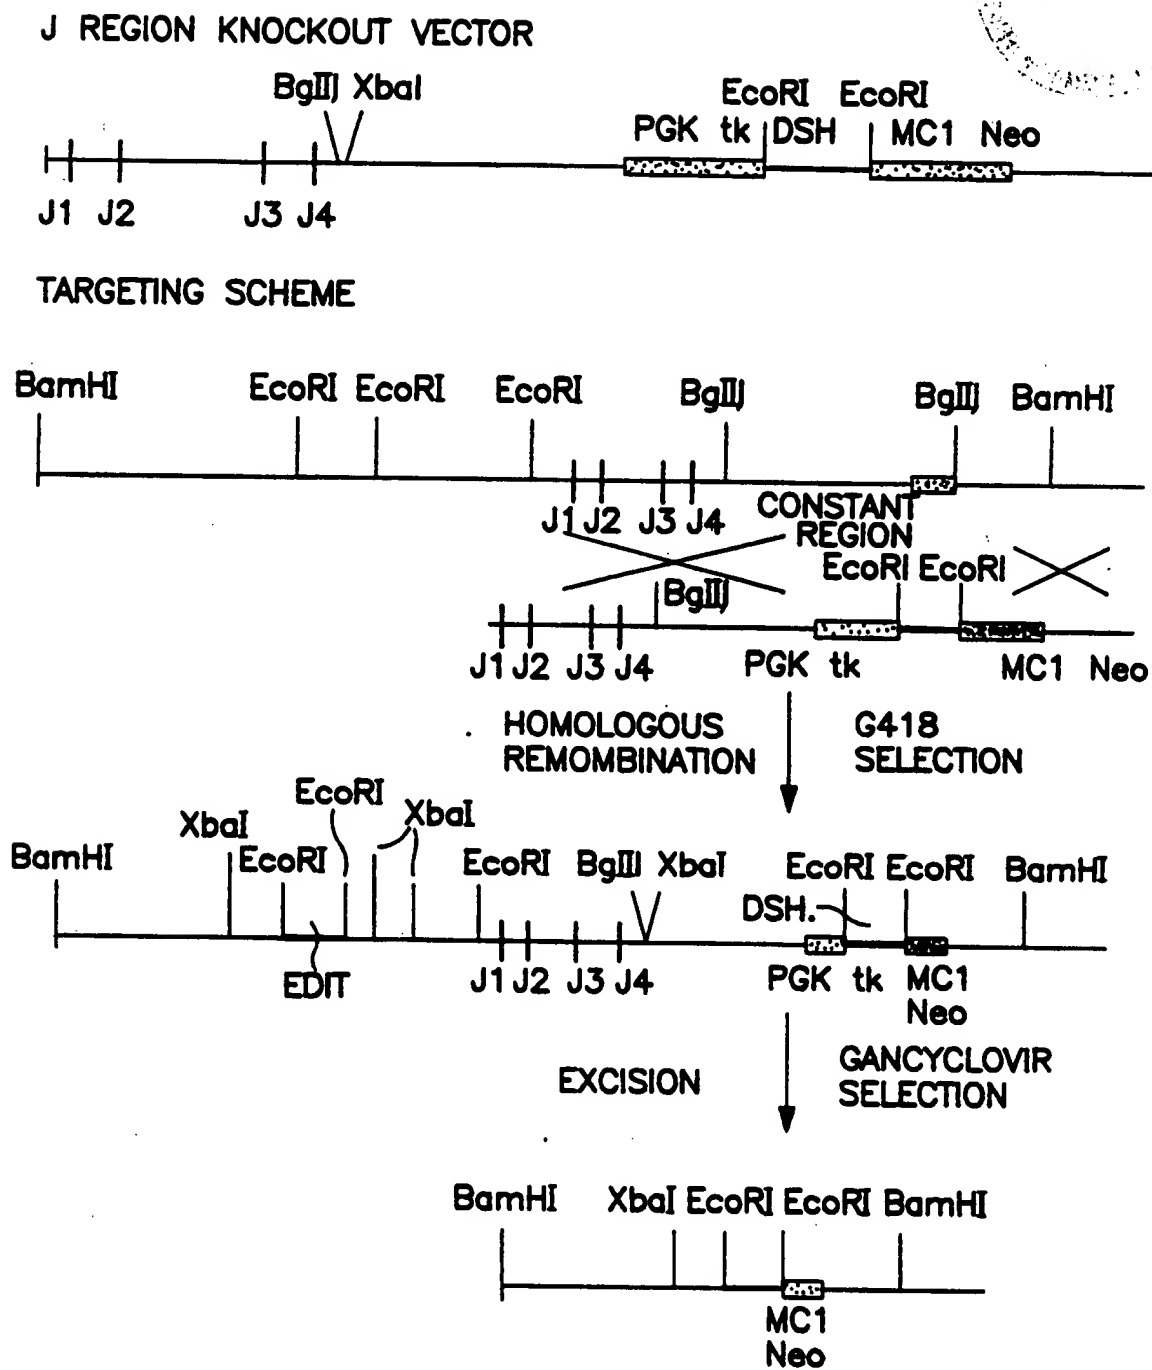 J REGION KNOCKOUT VECTOR
BglII XbaI
EcoRI EcoRI
PGK tk DSH MC1 Neo
J1 J2 J3 J4
TARGETING SCHEME
BamHI EcoRI EcoRI EcoRI BglII BglII BamHI
J1 J2 J3 J4
CONSTANT
REGION
EcoRI EcoRI
BglII
J1 J2 J3 J4 PGK tk MC1 Neo
HOMOLOGOUS
REMOMBINATION
G418
SELECTION
EcoRI
XbaI XbaI
BamHI EcoRI EcoRI BglII XbaI EcoRI EcoRI BamHI
DSH.
EDIT J1 J2 J3 J4 PGK tk MC1
Neo
EXCISION
GANCYCLOVIR
SELECTION
BamHI XbaI EcoRI EcoRI BamHI
MC1
Neo